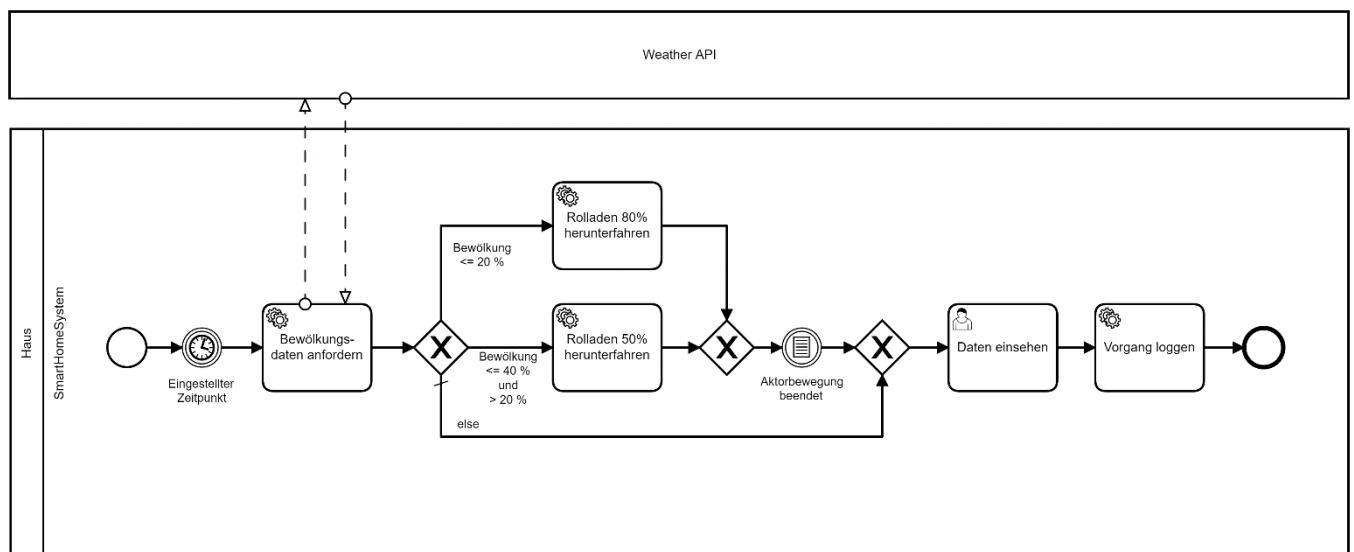 Weather API
Haus
SmartHomeSystem
Eingestellter
Zeitpunkt
Bewölkungs-
daten anfordern
Bewölkung
<= 20 %
Rolladen 80%
herunterfahren
Bewölkung
<= 40 %
und
> 20 %
Rolladen 50%
herunterfahren
else
Aktorbewegung
beendet
Daten einsehen
Vorgang loggen